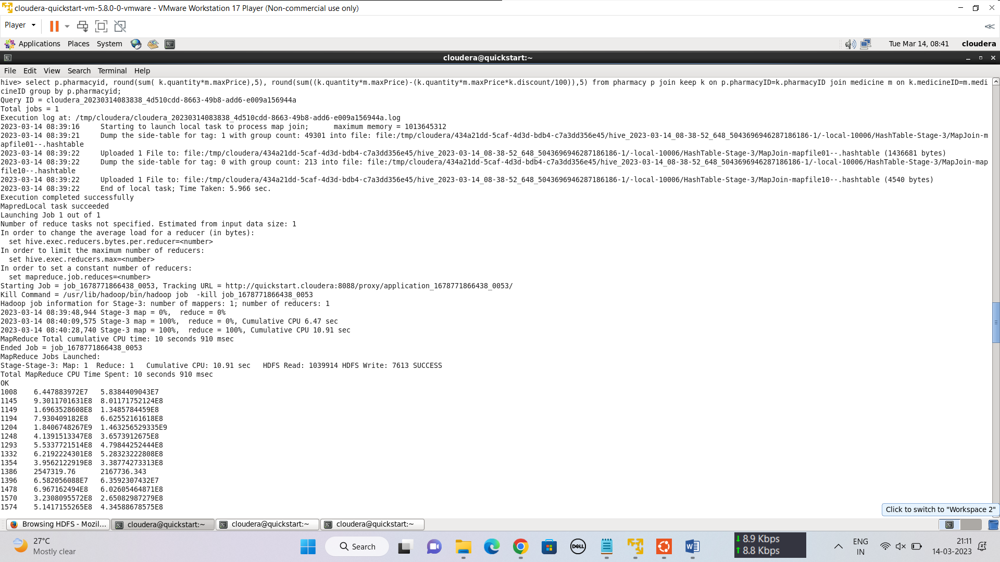 cloudera-quickstart-vm-5.8.0-0-vmware - VMware Workstation 17 Player (Non-commercial use only)
Player
Applications Places System
Tue Mar 14, 08:41 cloudera
cloudera@quickstart:~
File Edit View Search Terminal Help
hive> select p.pharmacyid, round(sum( k.quantity*m.maxPrice),5), round(sum((k.quantity*m.maxPrice)-(k.quantity*m.maxPrice*k.discount/100)),5) from pharmacy p join keep k on p.pharmacyID=k.pharmacyID join medicine m on k.medicineID=m.medi
cineID group by p.pharmacyid;
Query ID = cloudera_20230314083838_4d510cdd-8663-49b8-add6-e009a156944a
Total jobs = 1
Execution log at: /tmp/cloudera/cloudera_20230314083838_4d510cdd-8663-49b8-add6-e009a156944a.log
2023-03-14 08:39:16     Starting to launch local task to process map join;      maximum memory = 1013645312
2023-03-14 08:39:21     Dump the side-table for tag: 1 with group count: 49301 into file: file:/tmp/cloudera/434a21dd-5caf-4d3d-bdb4-c7a3dd356e45/hive_2023-03-14_08-38-52_648_5043696946287186186-1/-local-10006/HashTable-Stage-3/MapJoin-m
apfile01--.hashtable
2023-03-14 08:39:22     Uploaded 1 File to: file:/tmp/cloudera/434a21dd-5caf-4d3d-bdb4-c7a3dd356e45/hive_2023-03-14_08-38-52_648_5043696946287186186-1/-local-10006/HashTable-Stage-3/MapJoin-mapfile01--.hashtable (1436681 bytes)
2023-03-14 08:39:22     Dump the side-table for tag: 0 with group count: 213 into file: file:/tmp/cloudera/434a21dd-5caf-4d3d-bdb4-c7a3dd356e45/hive_2023-03-14_08-38-52_648_5043696946287186186-1/-local-10006/HashTable-Stage-3/MapJoin-map
file10--.hashtable
2023-03-14 08:39:22     Uploaded 1 File to: file:/tmp/cloudera/434a21dd-5caf-4d3d-bdb4-c7a3dd356e45/hive_2023-03-14_08-38-52_648_5043696946287186186-1/-local-10006/HashTable-Stage-3/MapJoin-mapfile10--.hashtable (4540 bytes)
2023-03-14 08:39:22     End of local task; Time Taken: 5.966 sec.
Execution completed successfully
MapredLocal task succeeded
Launching Job 1 out of 1
Number of reduce tasks not specified. Estimated from input data size: 1
In order to change the average load for a reducer (in bytes):
  set hive.exec.reducers.bytes.per.reducer=<number>
In order to limit the maximum number of reducers:
  set hive.exec.reducers.max=<number>
In order to set a constant number of reducers:
  set mapreduce.job.reduces=<number>
Starting Job = job_1678771866438_0053, Tracking URL = http://quickstart.cloudera:8088/proxy/application_1678771866438_0053/
Kill Command = /usr/lib/hadoop/bin/hadoop job  -kill job_1678771866438_0053
Hadoop job information for Stage-3: number of mappers: 1; number of reducers: 1
2023-03-14 08:39:48,944 Stage-3 map = 0%,  reduce = 0%
2023-03-14 08:40:09,575 Stage-3 map = 100%,  reduce = 0%, Cumulative CPU 6.47 sec
2023-03-14 08:40:28,740 Stage-3 map = 100%,  reduce = 100%, Cumulative CPU 10.91 sec
MapReduce Total cumulative CPU time: 10 seconds 910 msec
Ended Job = job_1678771866438_0053
MapReduce Jobs Launched:
Stage-Stage-3: Map: 1  Reduce: 1   Cumulative CPU: 10.91 sec   HDFS Read: 1039914 HDFS Write: 7613 SUCCESS
Total MapReduce CPU Time Spent: 10 seconds 910 msec
OK
1008    6.447883972E7   5.8384409043E7
1145    9.3011701631E8  8.01171752124E8
1149    1.6963528608E8  1.3485784459E8
1194    7.930409182E8   6.62552161618E8
1204    1.8406748267E9  1.463256529335E9
1248    4.1391513347E8  3.6573912675E8
1293    5.5337721514E8  4.79844252444E8
1332    6.2192224301E8  5.28323222808E8
1354    3.9562122919E8  3.38774273313E8
1386    2547319.76      2167736.343
1396    6.582056088E7   6.3592307432E7
1478    6.967162494E8   6.02605464871E8
1570    3.2308095572E8  2.65082987279E8
1574    5.1417155265E8  4.34588678575E8
Click to switch to "Workspace 2"
Browsing HDFS - Mozil... cloudera@quickstart:~ cloudera@quickstart:~ cloudera@quickstart:~
27°C
Mostly clear
Search
DELL
8.9 Kbps
8.8 Kbps
ENG
IN
21:11
14-03-2023